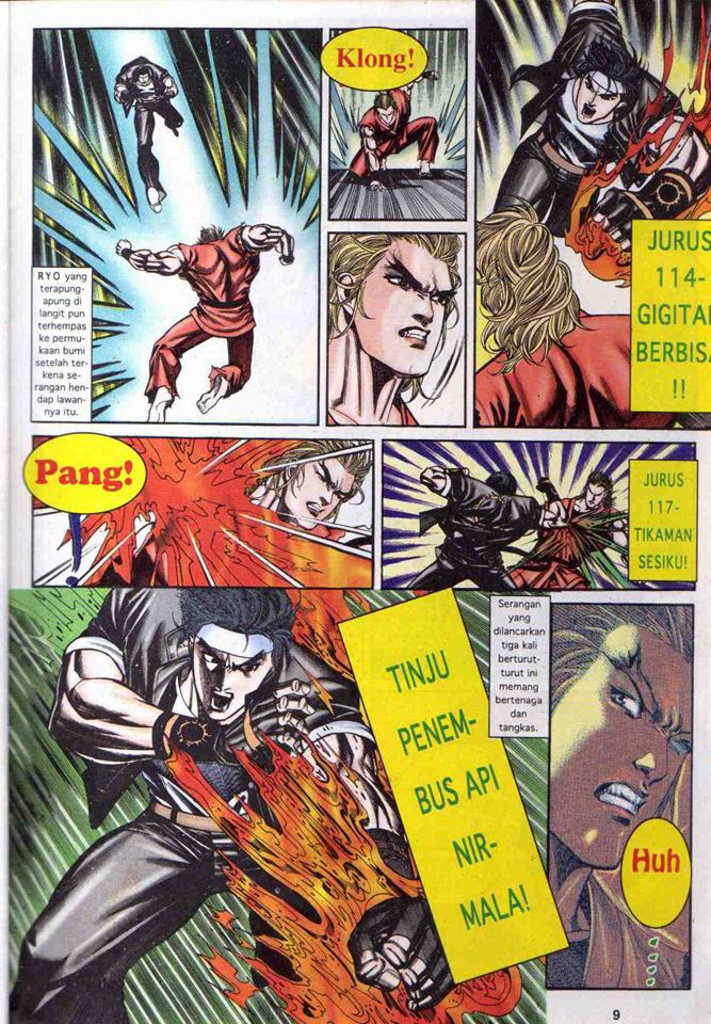 RYO yang
terapung-
apung di
langit pun
terhempas
ke permu-
kaan bumi
setelah ter-
kena se-
rangan hen-
dap lawan-
nya itu.
Klong!
JURUS
114-
GIGITA
BERBIS
!!
Pang!
JURUS
117-
TIKAMAN
SESIKU!
TINJU
PENEM-
BUS API
NIR-
MALA!
Serangan
yang
dilancarkan
tiga kali
berturut-
turut ini
memang
bertenaga
dan
tangkas.
Huh
9